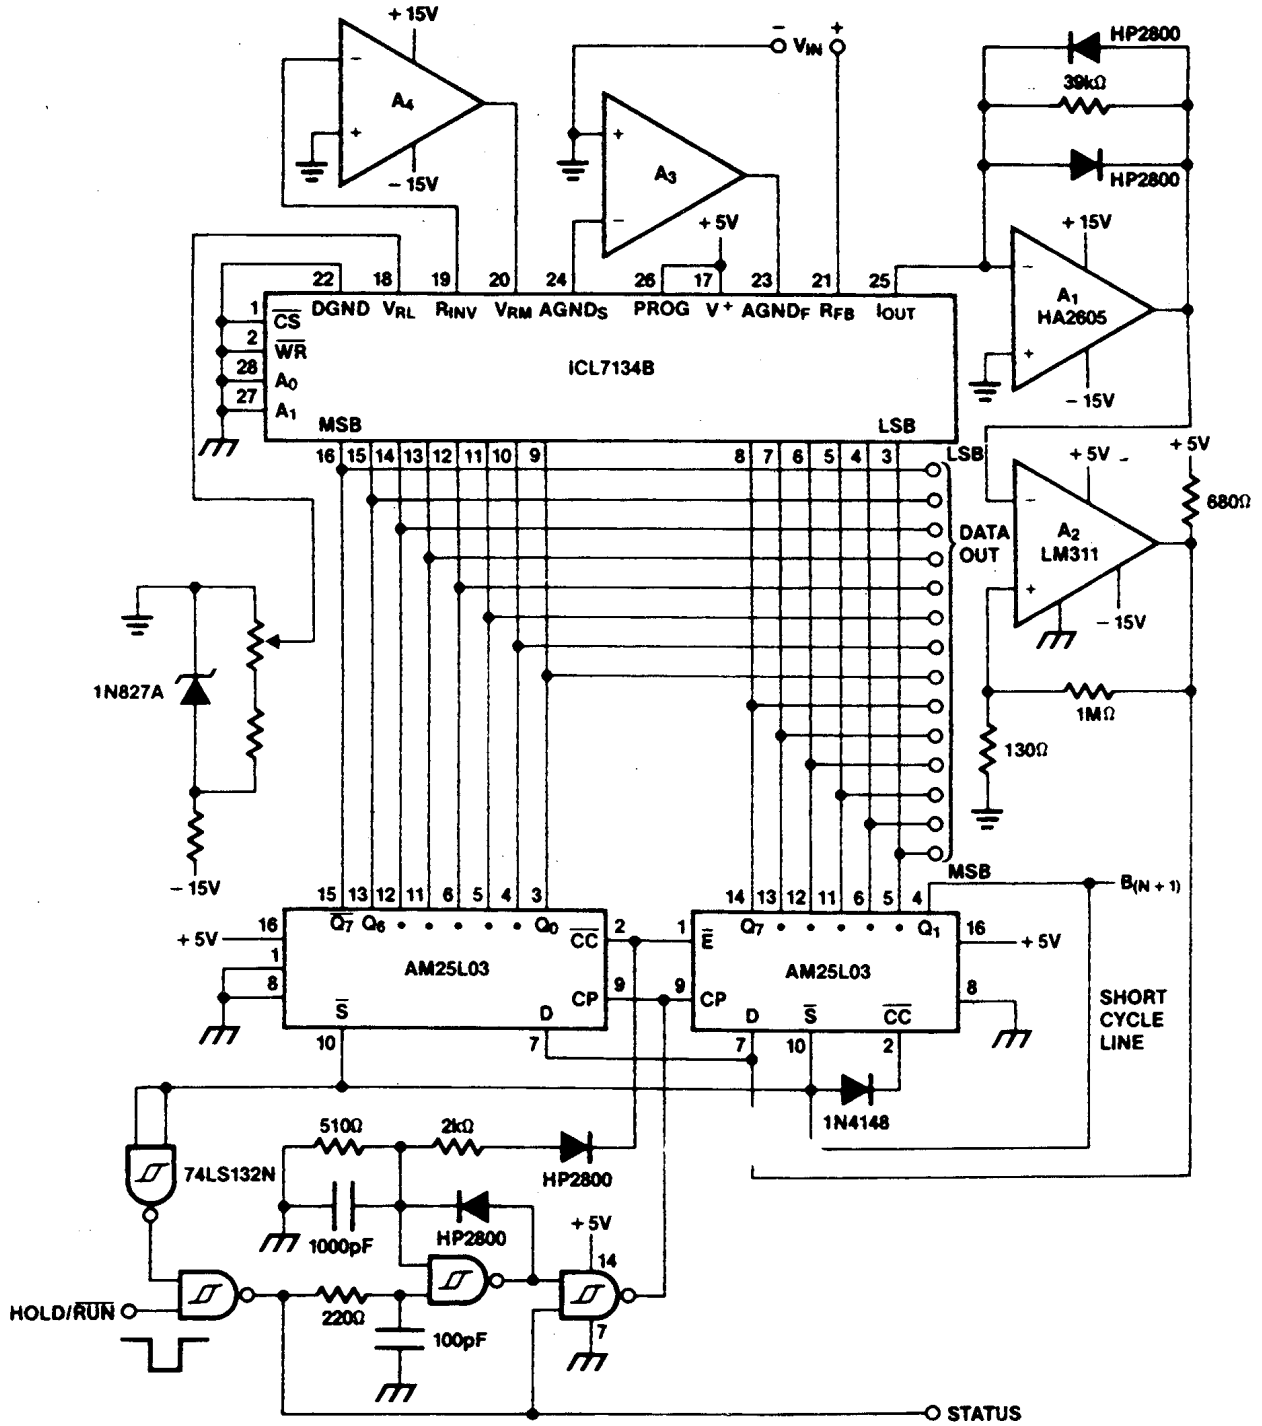 + 15V
−
A4
+
− 15V
− VIN +
+
A3
−
+ 5V
HP2800
39kΩ
HP2800
+ 15V
−
A1
HA2605
+
− 15V
22 18 19 20 24 26 17 23 21 25
DGND VRL RINV VRM AGNDS PROG V+ AGNDF RFB IOUT
1 CS
2 WR
28 A0
27 A1
ICL7134B
MSB LSB
16 15 14 13 12 11 10 9 8 7 6 5 4 3
LSB
DATA
OUT
MSB
+ 5V
+ 5V
680Ω
−
A2
LM311
+
− 15V
1MΩ
130Ω
1N827A
− 15V
15 13 12 11 6 5 4 3
14 13 12 11 6 5 4
B(N + 1)
+ 5V 16
1
8
Q7 Q6 • • • • • Q0
CC 2
AM25L03
CP 9
S D
10 7
1 E
Q7 • • • • • Q1
16 + 5V
AM25L03
9 CP
8
D S CC
7 10 2
SHORT
CYCLE
LINE
1N4148
510Ω
2kΩ
HP2800
74LS132N
1000pF
HP2800
+ 5V
14
7
HOLD/RUN
220Ω
100pF
STATUS